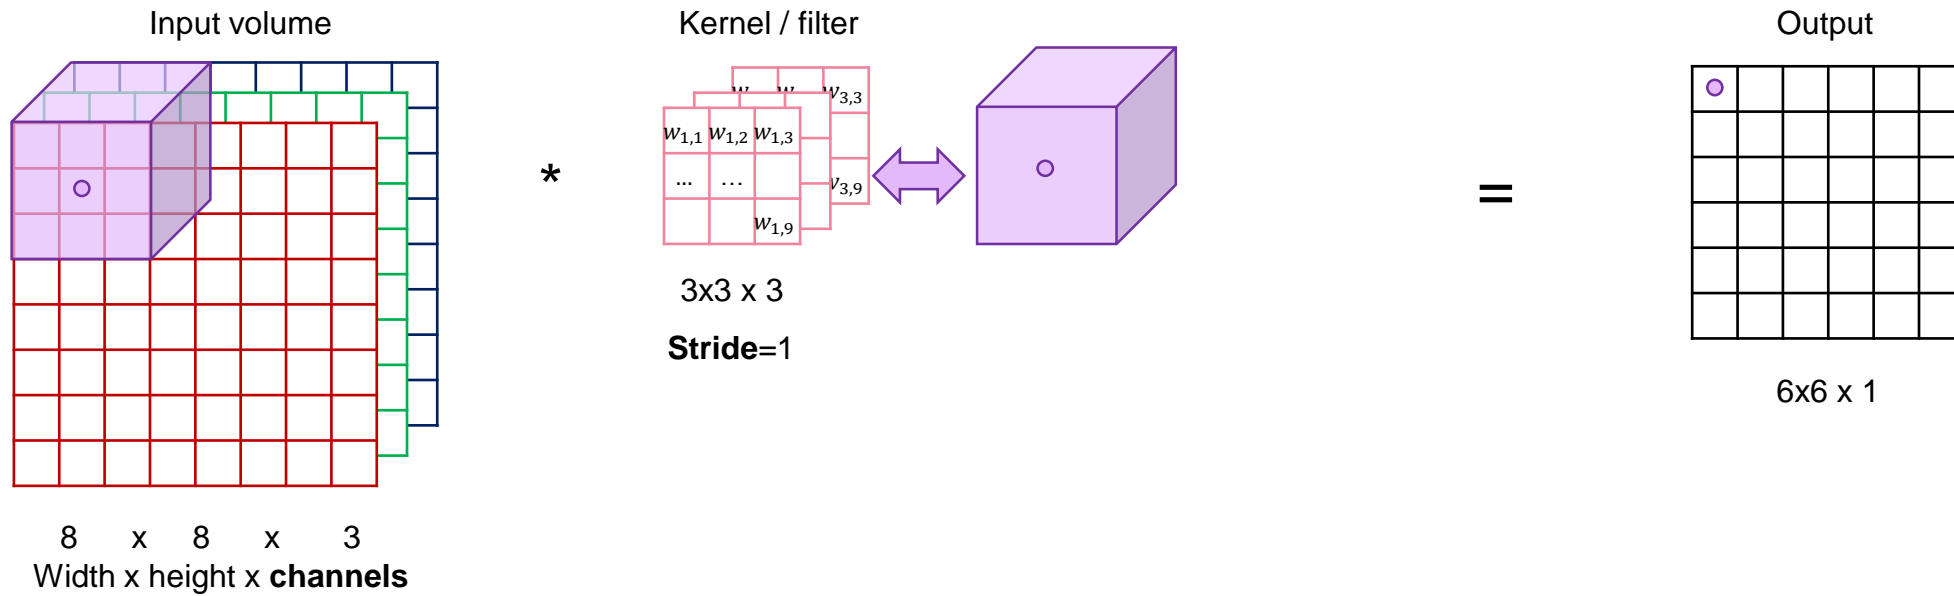 Input volume
Kernel / filter
Output
w3,3
w1,1 w1,2 w1,3
*
... ...
w3,9
=
w1,9
3x3 x 3
Stride=1
6x6 x 1
8 x 8 x 3
Width x height x channels